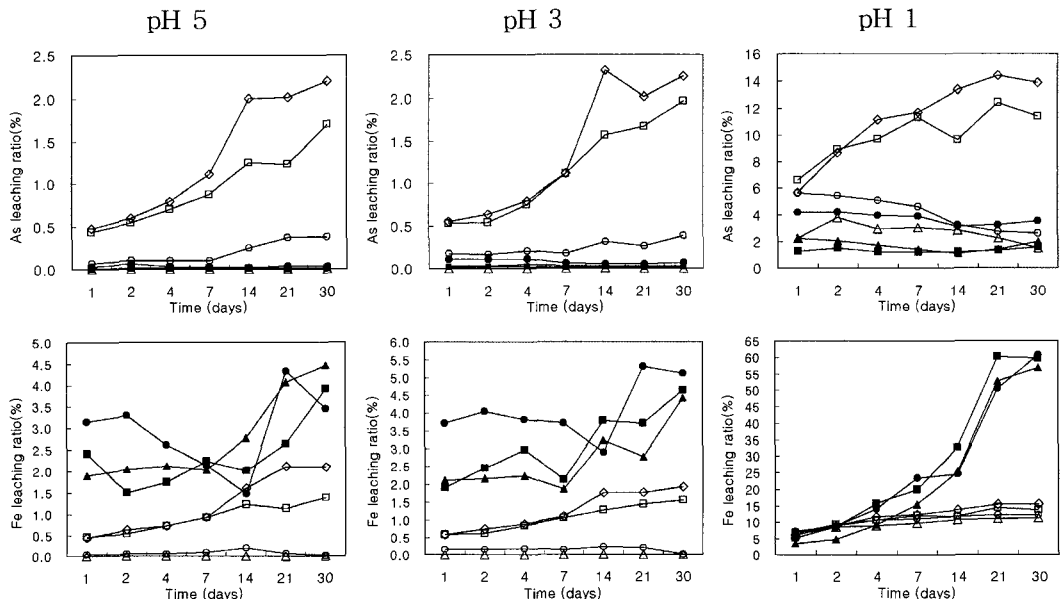 pH 5
pH 3
pH 1
As leaching ratio(%)
2.5
2.0
1.5
1.0
0.5
0.0
1 2 4 7 14 21 30
Time (days)
As leaching ratio(%)
2.5
2.0
1.5
1.0
0.5
0.0
1 2 4 7 14 21 30
Time (days)
As leaching ratio(%)
16
14
12
10
8
6
4
2
0
1 2 4 7 14 21 30
Time (days)
Fe leaching ratio(%)
5.0
4.5
4.0
3.5
3.0
2.5
2.0
1.5
1.0
0.5
0.0
1 2 4 7 14 21 30
Time (days)
Fe leaching ratio(%)
6.0
5.5
5.0
4.5
4.0
3.5
3.0
2.5
2.0
1.5
1.0
0.5
0.0
1 2 4 7 14 21 30
Time (days)
Fe leaching ratio(%)
65
60
55
50
45
40
35
30
25
20
15
10
5
0
1 2 4 7 14 21 30
Time (days)